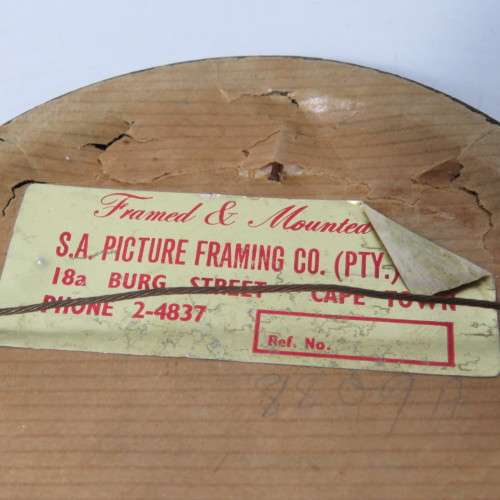 Framed & Mounted
S.A. PICTURE FRAMING CO. (PTY.)
18a BURG STREET CAPE TOWN
PHONE 2-4837
Ref. No.